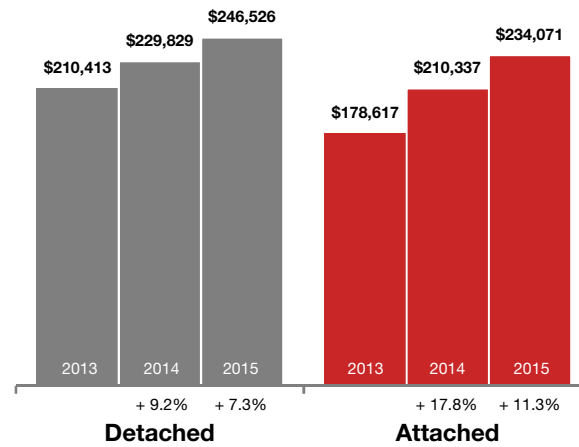 $210,413
$229,829
$246,526
$178,617
$210,337
$234,071
2013 2014 2015 2013 2014 2015
+ 9.2% + 7.3% + 17.8% + 11.3%
Detached Attached